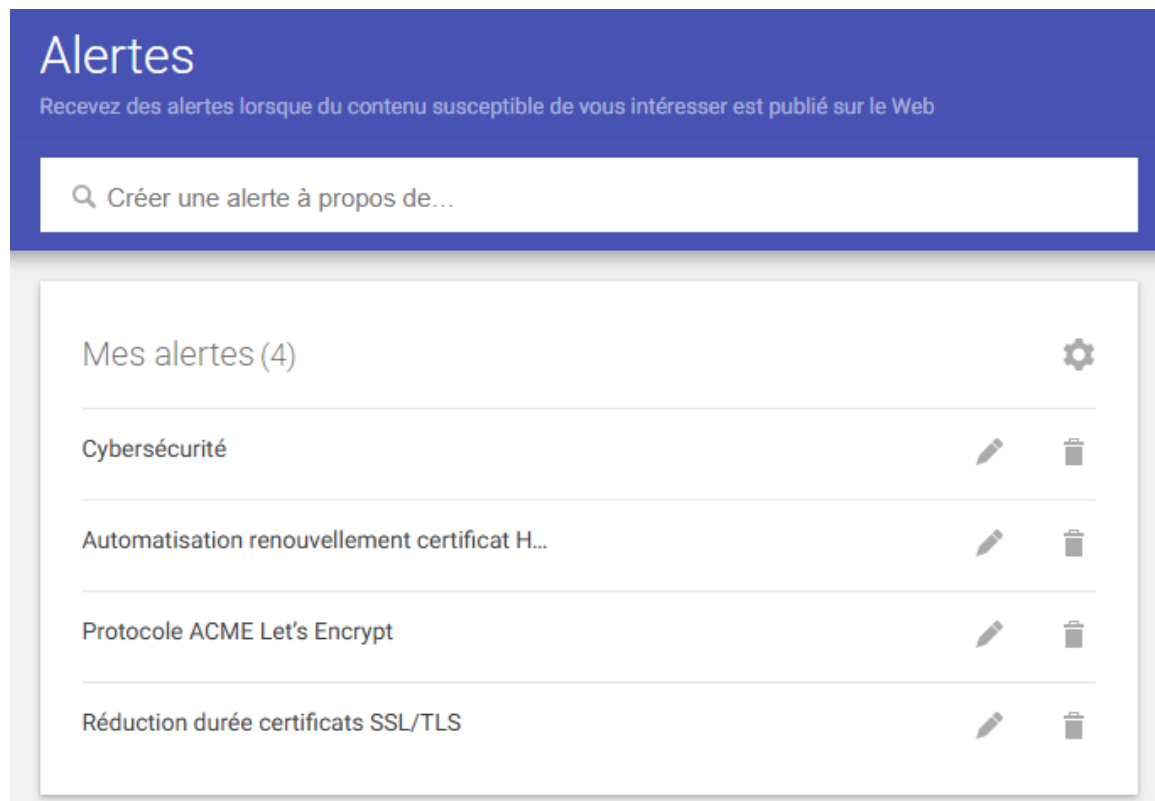 Alertes
Recevez des alertes lorsque du contenu susceptible de vous intéresser est publié sur le Web
Créer une alerte à propos de...
Mes alertes (4)
Cybersécurité
Automatisation renouvellement certificat H...
Protocole ACME Let’s Encrypt
Réduction durée certificats SSL/TLS